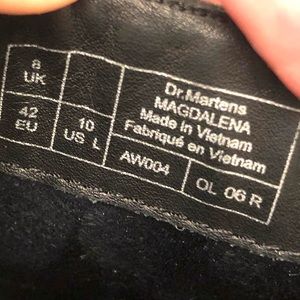 8
UK
42
EU
10
US L
Dr.Martens
MAGDALENA
Made in Vietnam
Fabriqué en Vietnam
AW004
OL 06 R